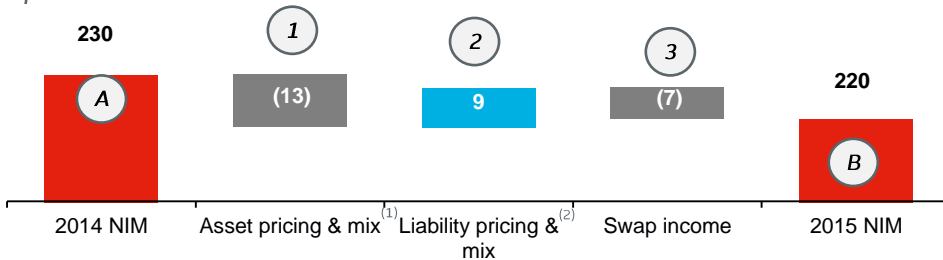 230
1
2
3
220
A
(13)
9
(7)
B
2014 NIM
Asset pricing & mix(1)
Liability pricing &(2)
mix
Swap income
2015 NIM